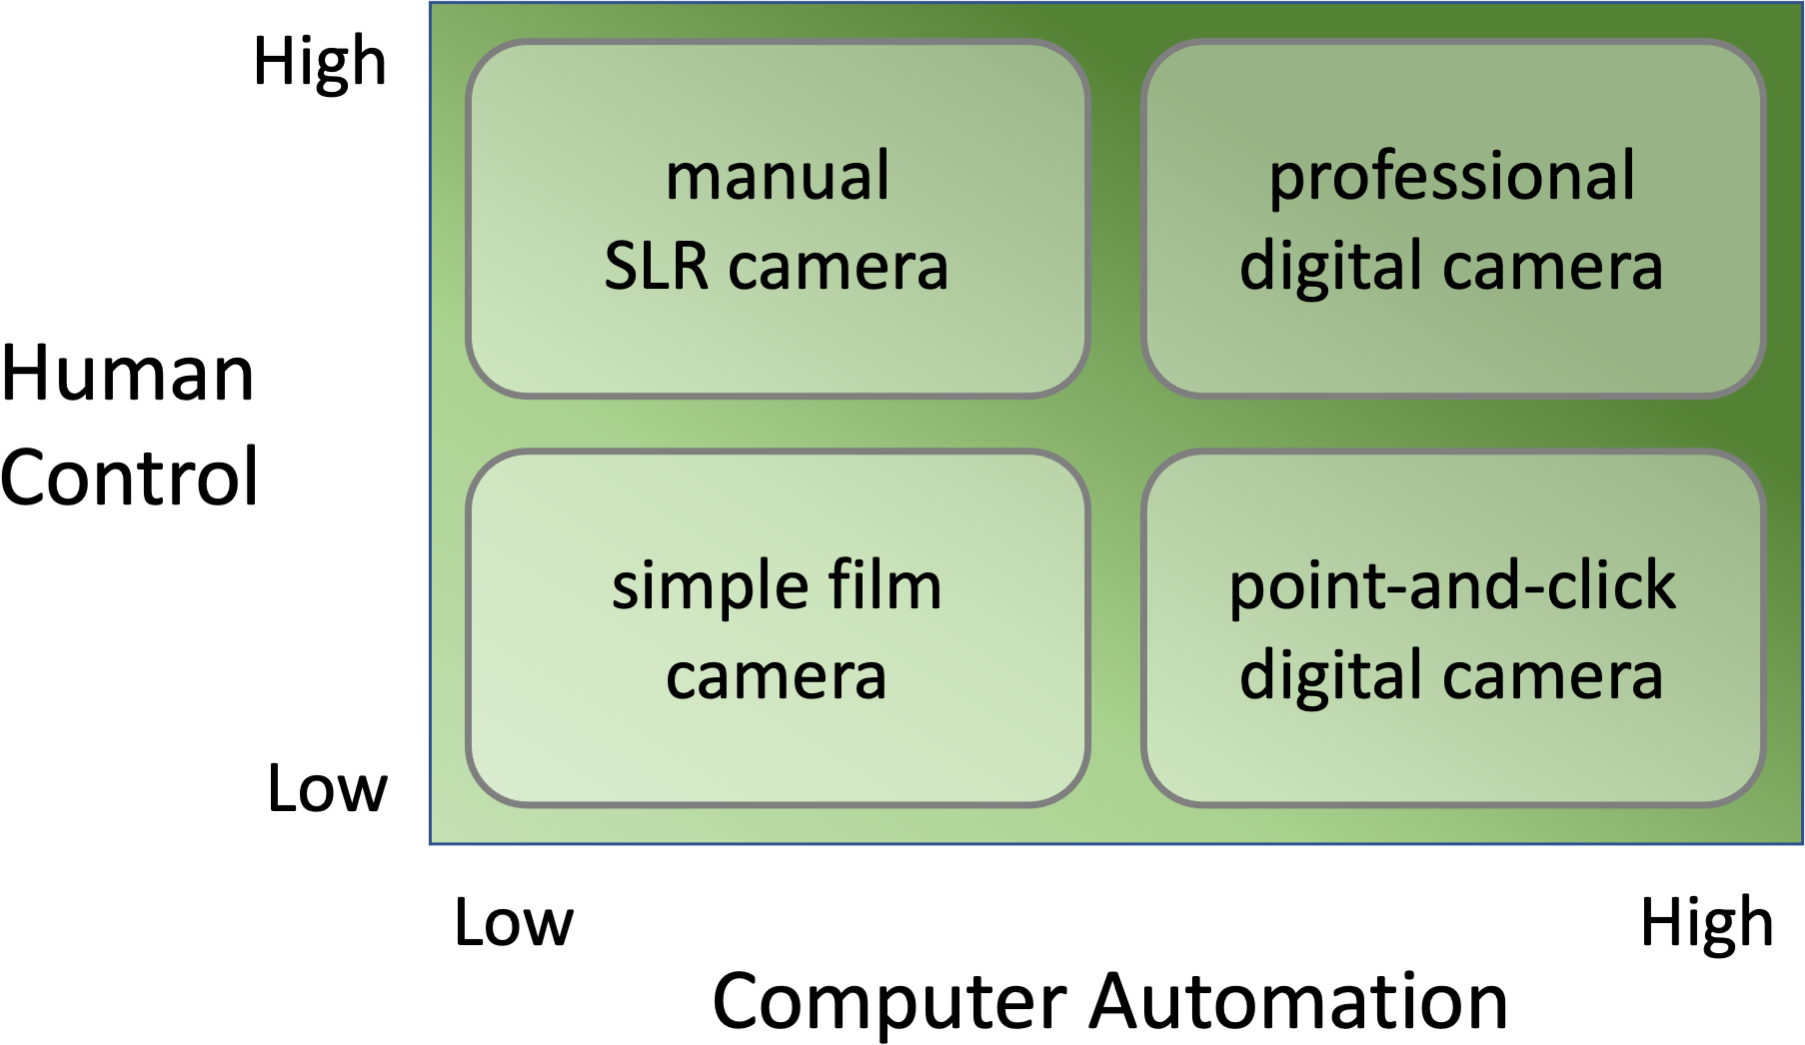 High
manual
SLR camera
professional
digital camera
Human
Control
simple film
camera
point-and-click
digital camera
Low
Low
High
Computer Automation